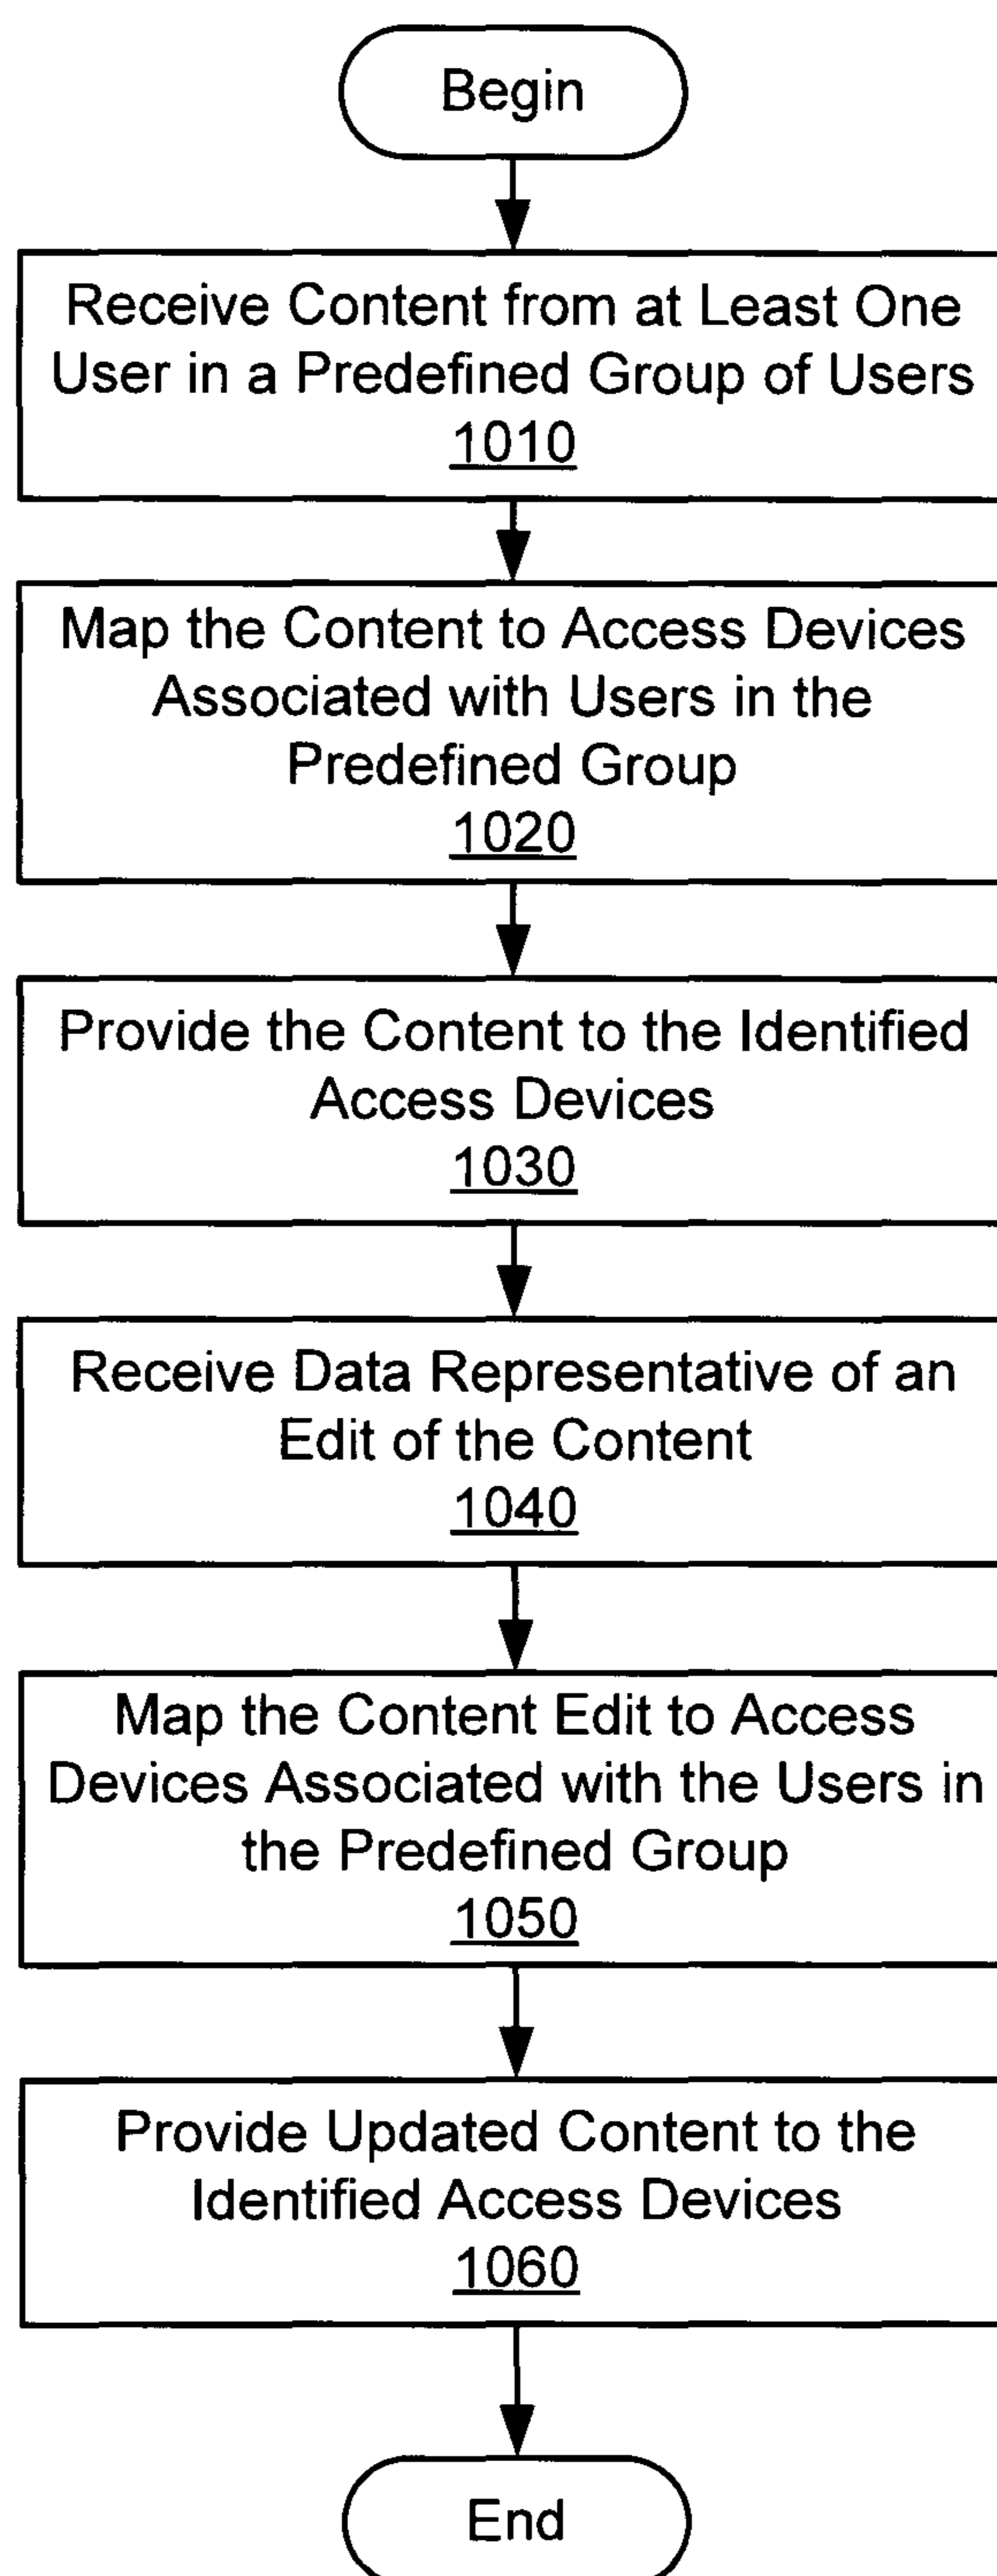 Begin
Receive Content from at Least One
User in a Predefined Group of Users
1010
Map the Content to Access Devices
Associated with Users in the
Predefined Group
1020
Provide the Content to the Identified
Access Devices
1030
Receive Data Representative of an
Edit of the Content
1040
Map the Content Edit to Access
Devices Associated with the Users in
the Predefined Group
1050
Provide Updated Content to the
Identified Access Devices
1060
End